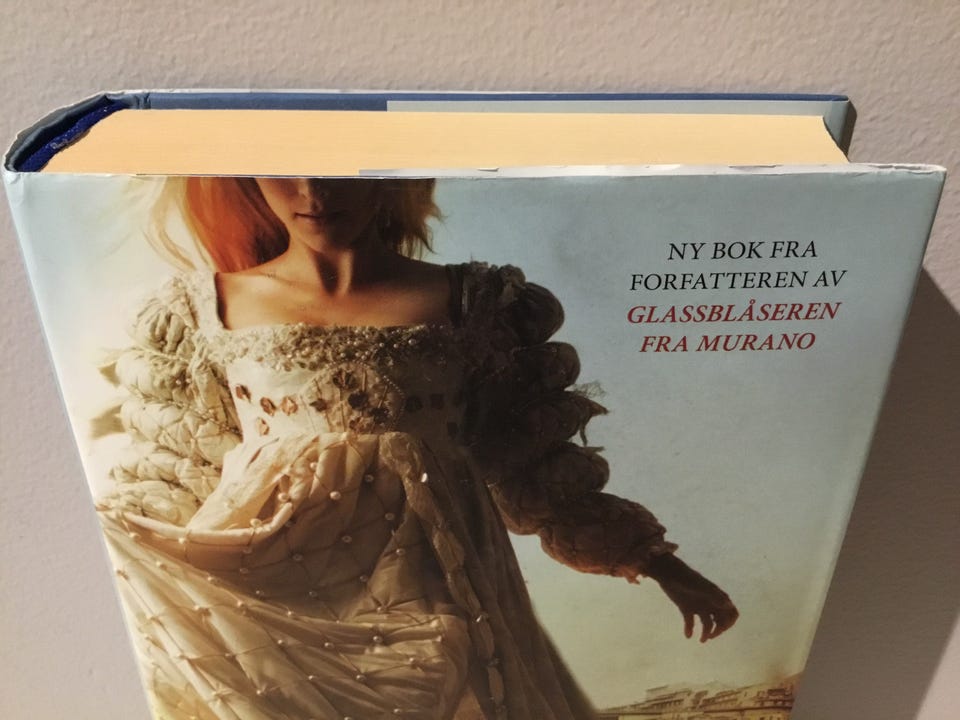 NY BOK FRA
FORFATTEREN AV
GLASSBLÅSEREN
FRA MURANO